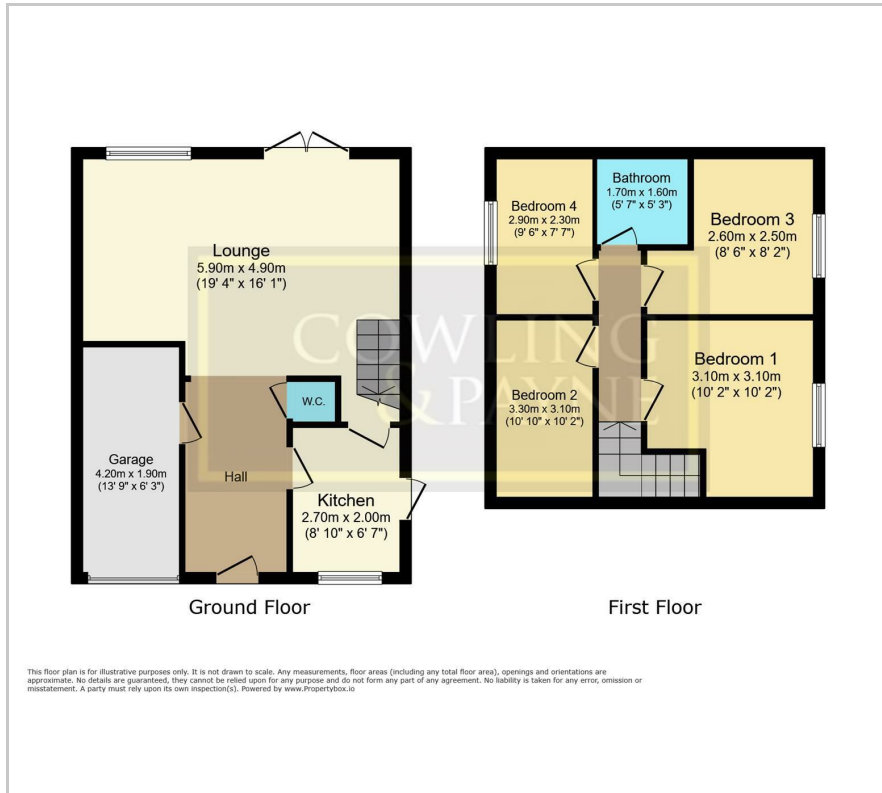 Lounge
5.90m x 4.90m
(19' 4" x 16' 1")
W.C.
Garage
4.20m x 1.90m
(13' 9" x 6' 3")
Hall
Kitchen
2.70m x 2.00m
(8' 10" x 6' 7")
Ground Floor
Bathroom
1.70m x 1.60m
(5' 7" x 5' 3")
Bedroom 4
2.90m x 2.30m
(9' 6" x 7' 7")
Bedroom 3
2.60m x 2.50m
(8' 6" x 8' 2")
Bedroom 1
3.10m x 3.10m
(10' 2" x 10' 2")
Bedroom 2
3.30m x 3.10m
(10' 10" x 10' 2")
First Floor
COWLING
&PAYNE
This floor plan is for illustrative purposes only. It is not drawn to scale. Any measurements, floor areas (including any total floor area), openings and orientations are
approximate. No details are guaranteed, they cannot be relied upon for any purpose and do not form any part of any agreement. No liability is taken for any error, omission or
misstatement. A party must rely upon its own inspection(s). Powered by www.Propertybox.io